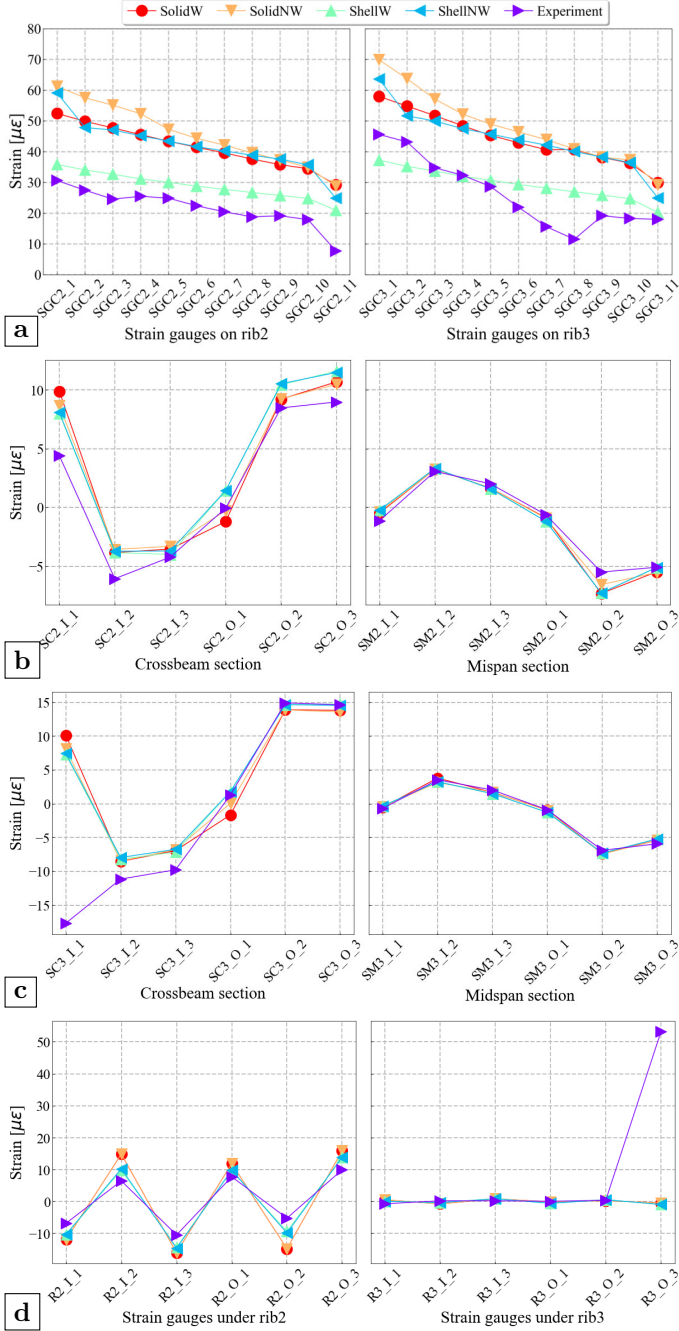 SolidW SolidNW ShellW ShellNW Experiment
80
70
60
50
40
30
20
10
0
Strain [με]
SGC2_1 SGC2_2 SGC2_3 SGC2_4 SGC2_5 SGC2_6 SGC2_7 SGC2_8 SGC2_9 SGC2_10 SGC2_11
SGC3_1 SGC3_2 SGC3_3 SGC3_4 SGC3_5 SGC3_6 SGC3_7 SGC3_8 SGC3_9 SGC3_10 SGC3_11
a
Strain gauges on rib2
Strain gauges on rib3
10
5
0
−5
Strain [με]
SC2_I_1 SC2_I_2 SC2_I_3 SC2_O_1 SC2_O_2 SC2_O_3
SM2_I_1 SM2_I_2 SM2_I_3 SM2_O_1 SM2_O_2 SM2_O_3
b
Crossbeam section
Mispan section
15
10
5
0
−5
−10
−15
Strain [με]
SC3_I_1 SC3_I_2 SC3_I_3 SC3_O_1 SC3_O_2 SC3_O_3
SM3_I_1 SM3_I_2 SM3_I_3 SM3_O_1 SM3_O_2 SM3_O_3
c
Crossbeam section
Midspan section
50
40
30
20
10
0
−10
Strain [με]
R2_I_1 R2_I_2 R2_I_3 R2_O_1 R2_O_2 R2_O_3
R3_I_1 R3_I_2 R3_I_3 R3_O_1 R3_O_2 R3_O_3
d
Strain gauges under rib2
Strain gauges under rib3